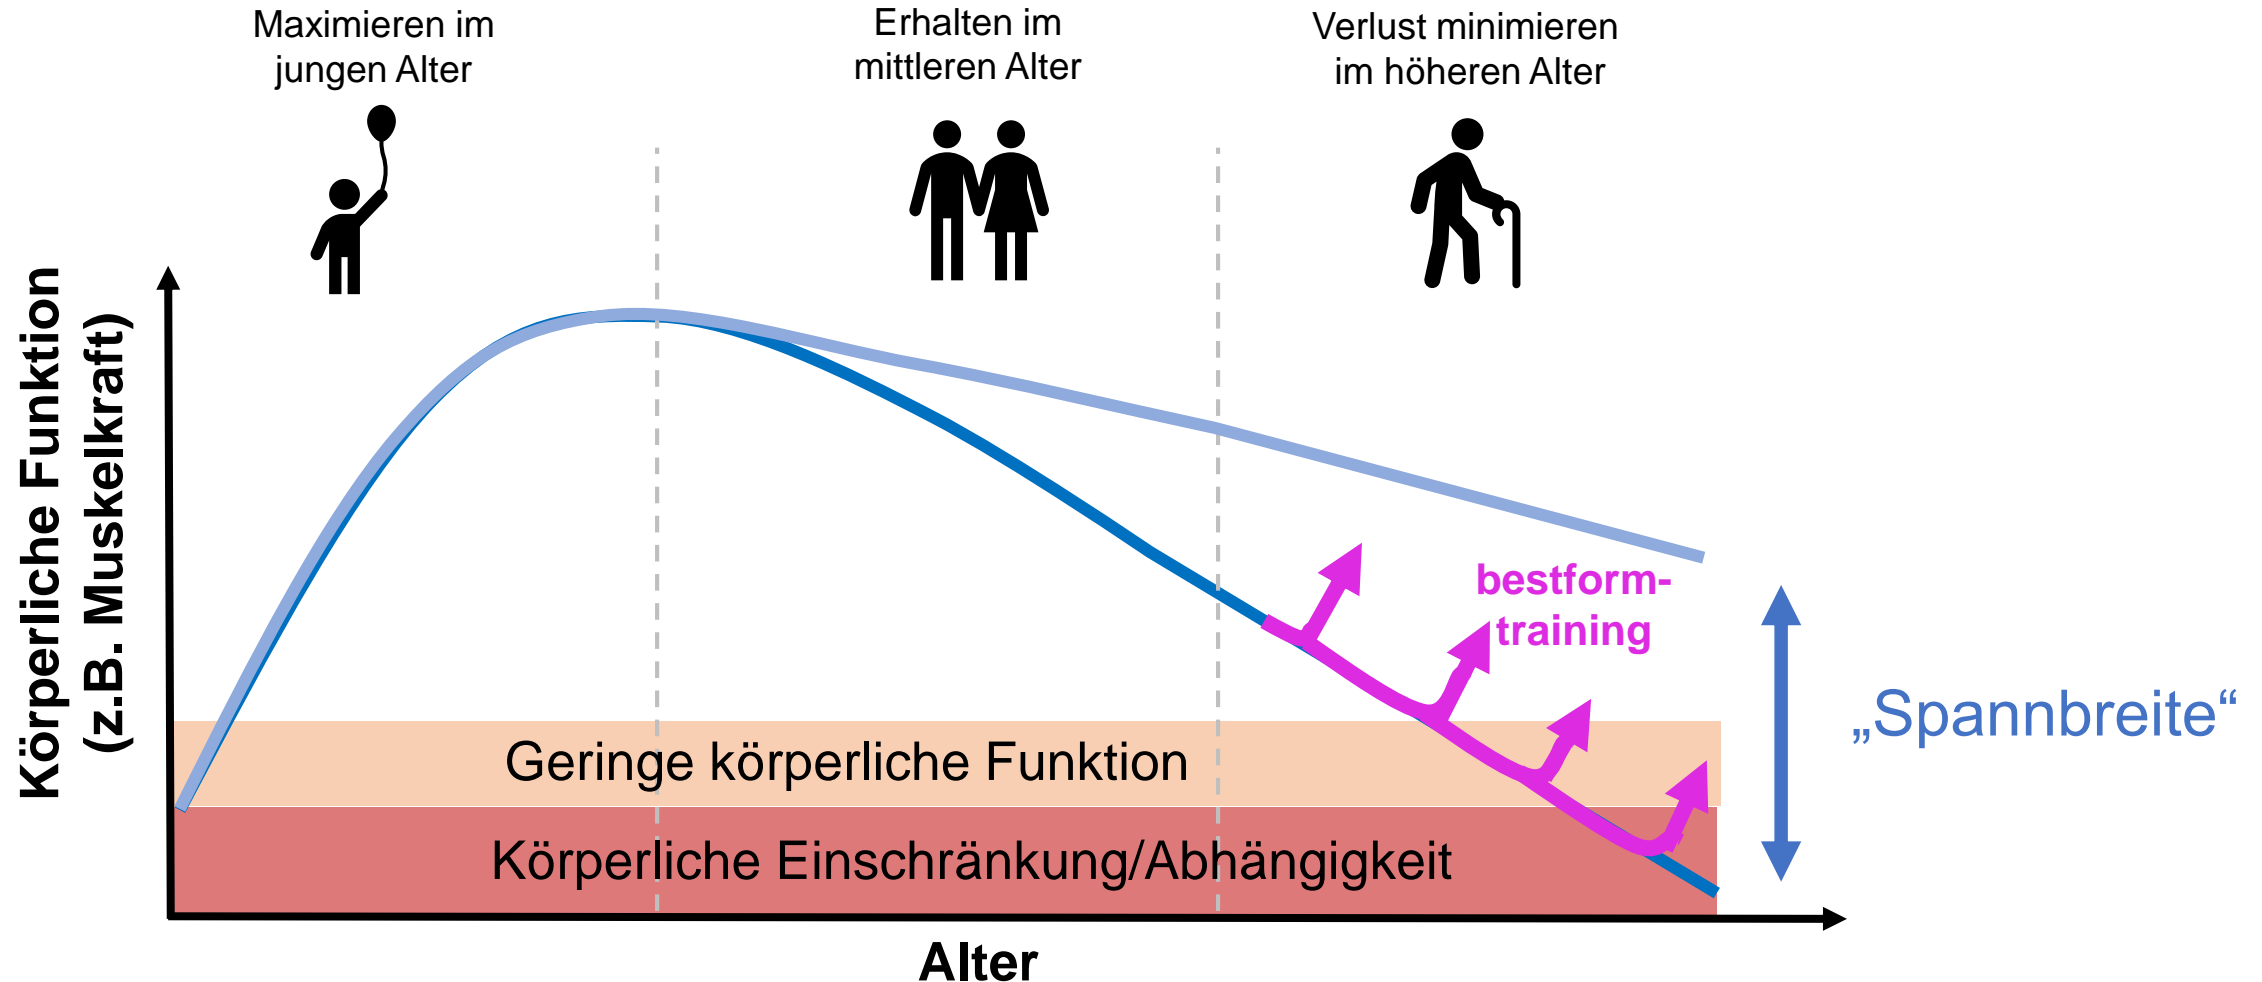 Maximieren im
jungen Alter
Erhalten im
mittleren Alter
Verlust minimieren
im höheren Alter
Körperliche Funktion
(z.B. Muskelkraft)
bestform-
training
„Spannbreite“
Geringe körperliche Funktion
Körperliche Einschränkung/Abhängigkeit
Alter